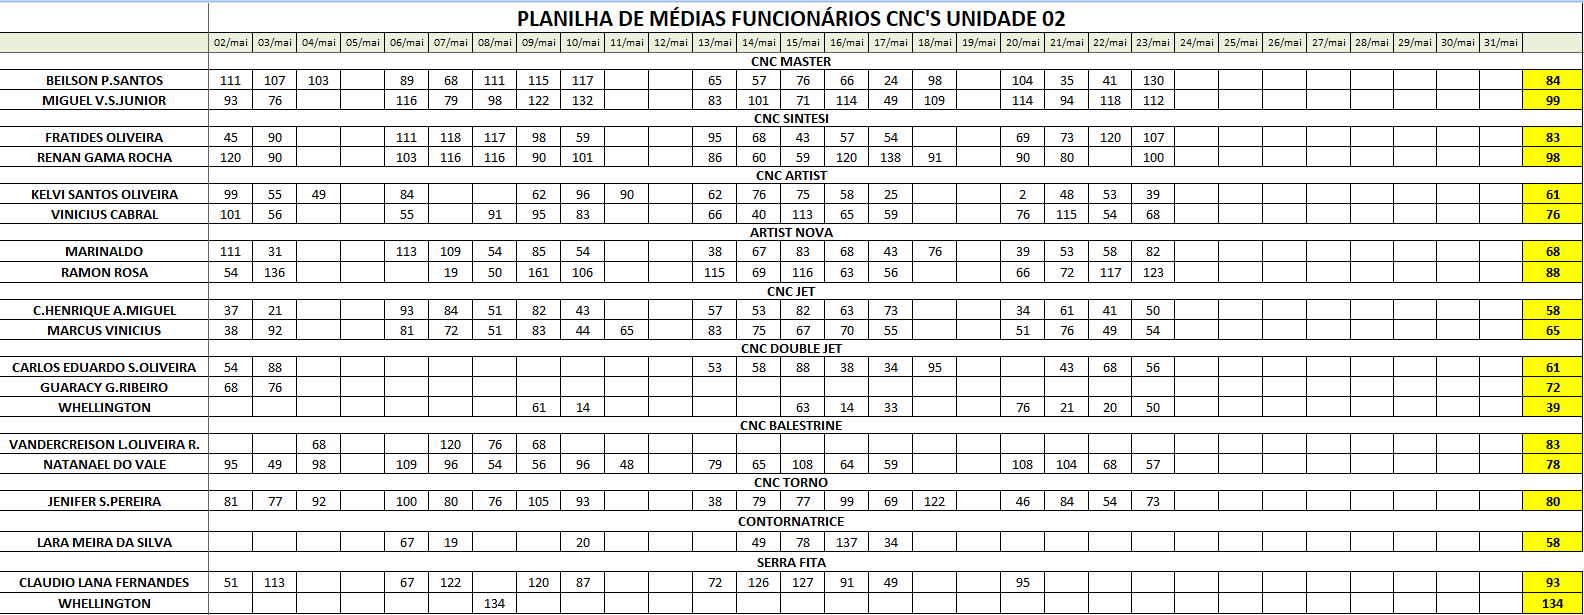 PLANILHA DE MÉDIAS FUNCIONÁRIOS CNC'S UNIDADE 02
02/mai 03/mai 04/mai 05/mai 06/mai 07/mai 08/mai 09/mai 10/mai 11/mai 12/mai 13/mai 14/mai 15/mai 16/mai 17/mai 18/mai 19/mai 20/mai 21/mai 22/mai 23/mai 24/mai 25/mai 26/mai 27/mai 28/mai 29/mai 30/mai 31/mai
CNC MASTER
BEILSON P.SANTOS 111 107 103 89 68 111 115 117 65 57 76 66 24 98 104 35 41 130 84
MIGUEL V.S.JUNIOR 93 76 116 79 98 122 132 83 101 71 114 49 109 114 94 118 112 99
CNC SINTESI
FRATIDES OLIVEIRA 45 90 111 118 117 98 59 95 68 43 57 54 69 73 120 107 83
RENAN GAMA ROCHA 120 90 103 116 116 90 101 86 60 59 120 138 91 90 80 100 98
CNC ARTIST
KELVI SANTOS OLIVEIRA 99 55 49 84 62 96 90 62 76 75 58 25 2 48 53 39 61
VINICIUS CABRAL 101 56 55 91 95 83 66 40 113 65 59 76 115 54 68 76
ARTIST NOVA
MARINALDO 111 31 113 109 54 85 54 38 67 83 68 43 76 39 53 58 82 68
RAMON ROSA 54 136 19 50 161 106 115 69 116 63 56 66 72 117 123 88
CNC JET
C.HENRIQUE A.MIGUEL 37 21 93 84 51 82 43 57 53 82 63 73 34 61 41 50 58
MARCUS VINICIUS 38 92 81 72 51 83 44 65 83 75 67 70 55 51 76 49 54 65
CNC DOUBLE JET
CARLOS EDUARDO S.OLIVEIRA 54 88 53 58 88 38 34 95 43 68 56 61
GUARACY G.RIBEIRO 68 76 72
WHELLINGTON 61 14 63 14 33 76 21 20 50 39
CNC BALESTRINE
VANDERCREISON L.OLIVEIRA R. 68 120 76 68 83
NATANAEL DO VALE 95 49 98 109 96 54 56 96 48 79 65 108 64 59 108 104 68 57 78
CNC TORNO
JENIFER S.PEREIRA 81 77 92 100 80 76 105 93 38 79 77 99 69 122 46 84 54 73 80
CONTORNATRICE
LARA MEIRA DA SILVA 67 19 20 49 78 137 34 58
SERRA FITA
CLAUDIO LANA FERNANDES 51 113 67 122 120 87 72 126 127 91 49 95 93
WHELLINGTON 134 134